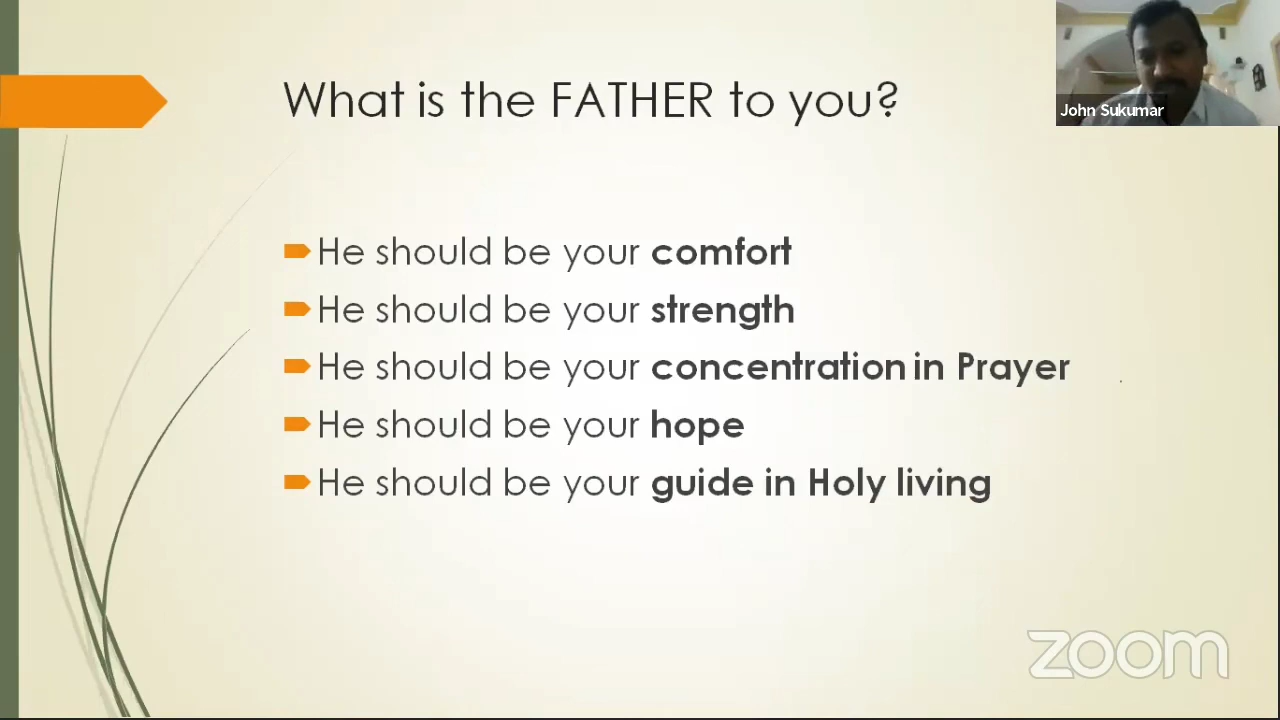 What is the FATHER to you?
John Sukumar
He should be your comfort
He should be your strength
He should be your concentration in Prayer
He should be your hope
He should be your guide in Holy living
zoom